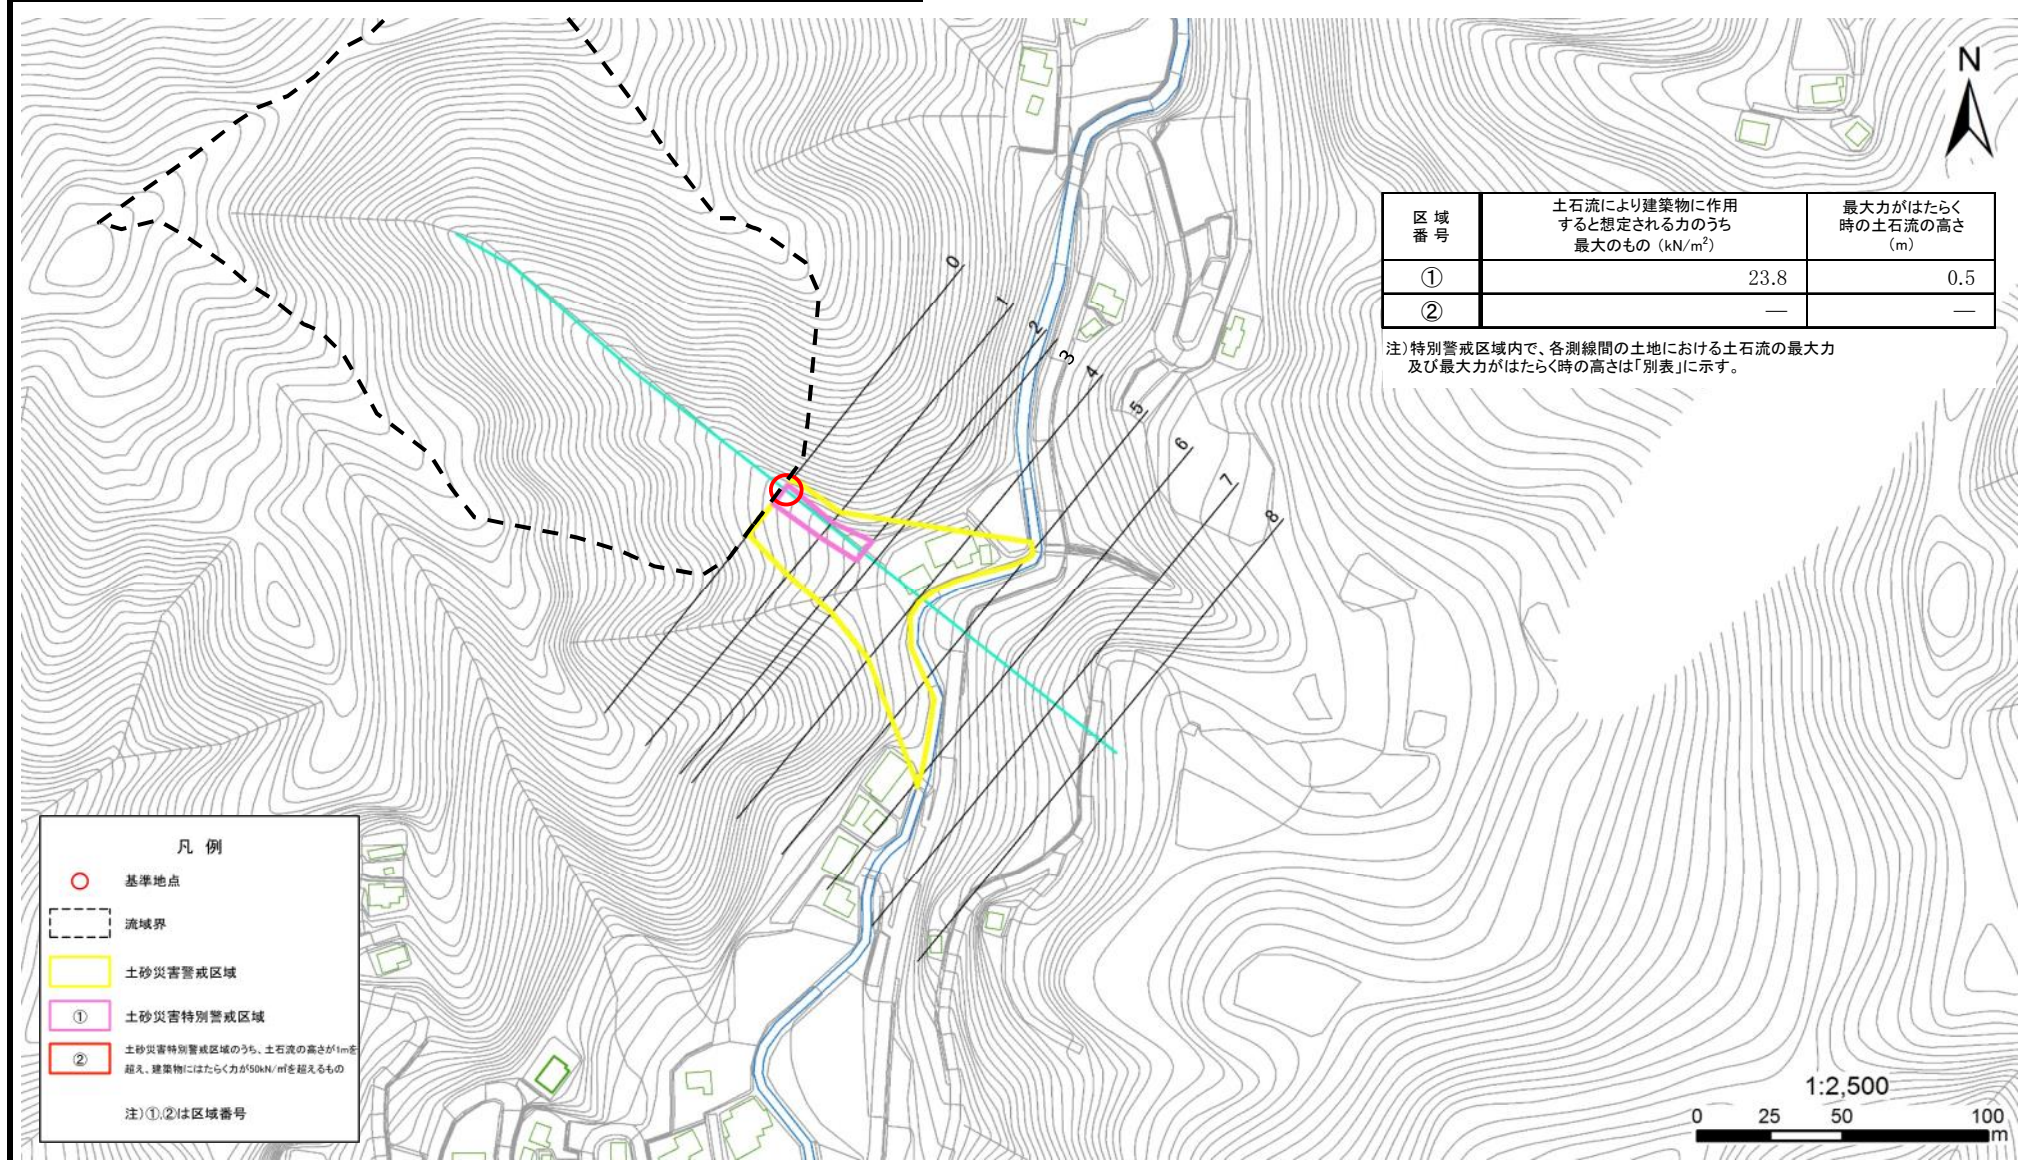 N
区 域
番 号
土石流により建築物に作用
すると想定される力のうち
最大のもの（kN/m²）
最大力がはたらく
時の土石流の高さ
（m）
① 23.8 0.5
② — —
注）特別警戒区域内で、各測線間の土地における土石流の最大力
及び最大力がはたらく時の高さは「別表」に示す。
0
1
2
3
4
5
6
7
8
凡 例
基準地点
流域界
土砂災害警戒区域
① 土砂災害特別警戒区域
② 土砂災害特別警戒区域のうち、土石流の高さが1mを
超え、建築物にはたらく力が50kN/㎡を超えるもの
注）①,②は区域番号
1:2,500
0 25 50 100
m